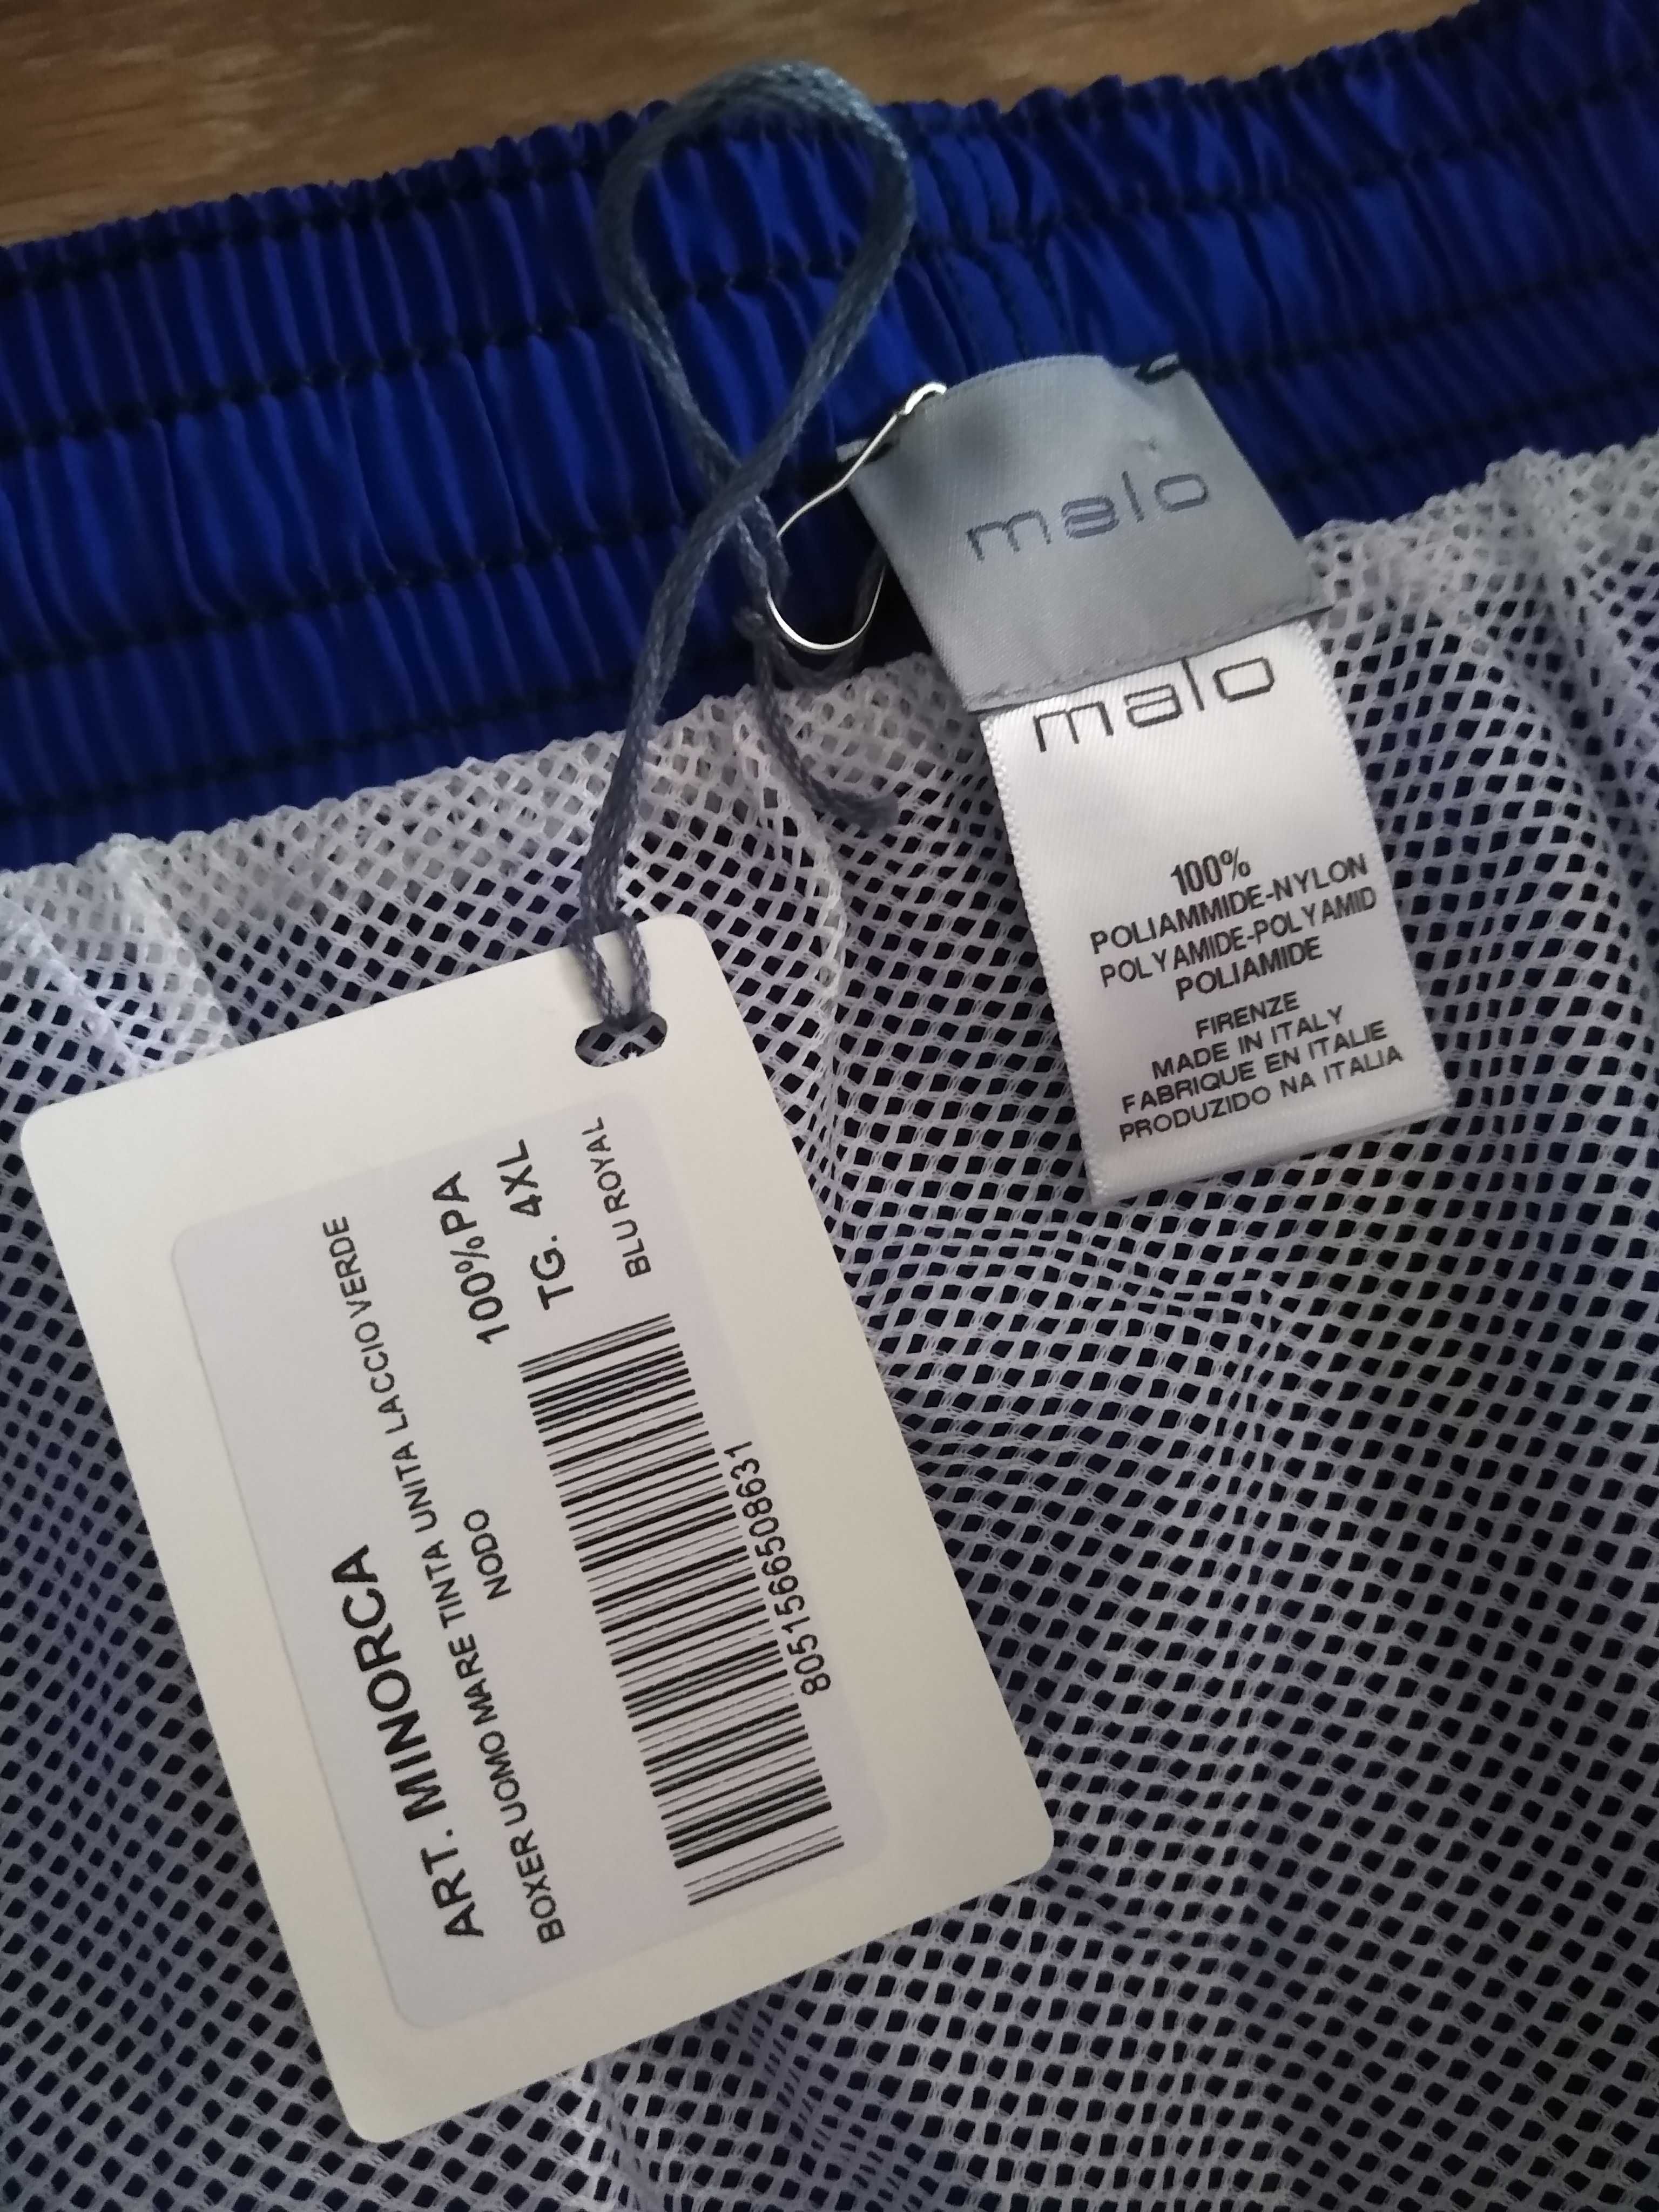 malo
malo
100%
POLIAMMIDE-NYLON
POLYAMIDE-POLYAMID
POLIAMIDE
FIRENZE
MADE IN ITALY
FABRIQUE EN ITALIE
PRODUZIDO NA ITALIA
ART. MINORCA
BOXER UOMO MARE TINTA UNITA LACCIO VERDE
NODO
100%PA
TG. 4XL
BLU ROYAL
8051566508631